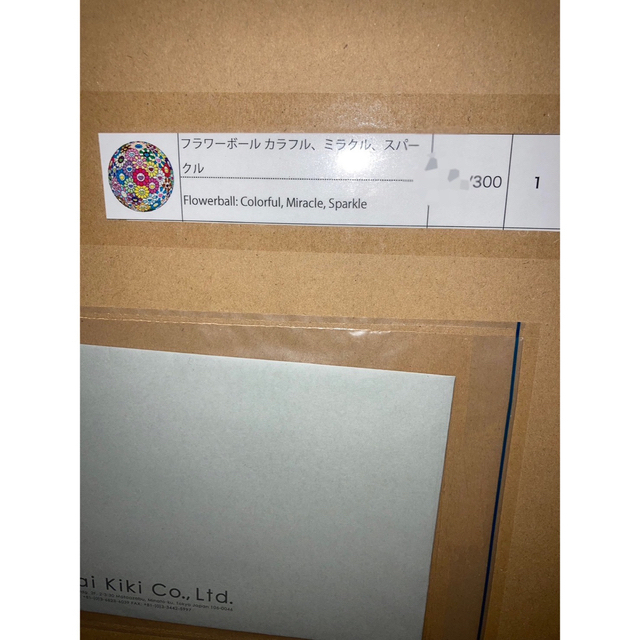 フラワーボール カラフル、ミラクル、スパー
クル
Flowerball: Colorful, Miracle, Sparkle
/300
1
ai Kiki Co., Ltd.